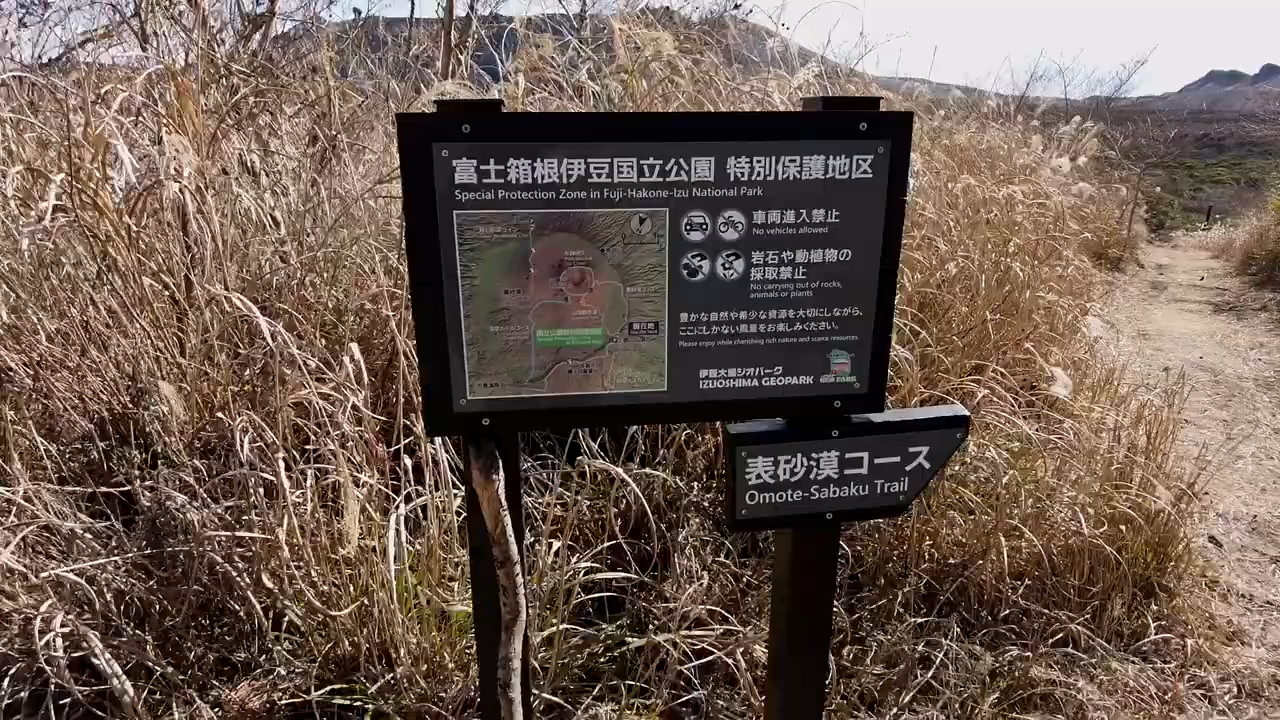 富士箱根伊豆国立公園 特別保護地区
Special Protection Zone in Fuji-Hakone-Izu National Park
車両進入禁止
No vehicles allowed
岩石や動植物の
採取禁止
No carrying out of rocks,
animals or plants
現在地
豊かな自然や希少な資源を大切にしながら、
ここにしかない風景をお楽しみください。
Please enjoy while cherishing rich nature and scarce resources.
伊豆大島ジオパーク
IZUOSHIMA GEOPARK
GEO PARK
表砂漠コース
Omote-Sabaku Trail